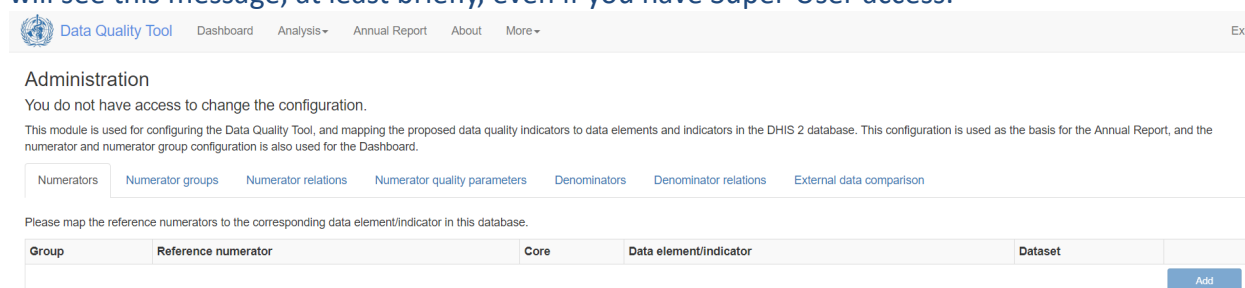 will see this message, at least briefly, even if you have Super User access.
Data Quality Tool Dashboard Analysis Annual Report About More Ex
Administration
You do not have access to change the configuration.
This module is used for configuring the Data Quality Tool, and mapping the proposed data quality indicators to data elements and indicators in the DHIS 2 database. This configuration is used as the basis for the Annual Report, and the
numerator and numerator group configuration is also used for the Dashboard.
Numerators Numerator groups Numerator relations Numerator quality parameters Denominators Denominator relations External data comparison
Please map the reference numerators to the corresponding data element/indicator in this database.
Group Reference numerator Core Data element/indicator Dataset
Add